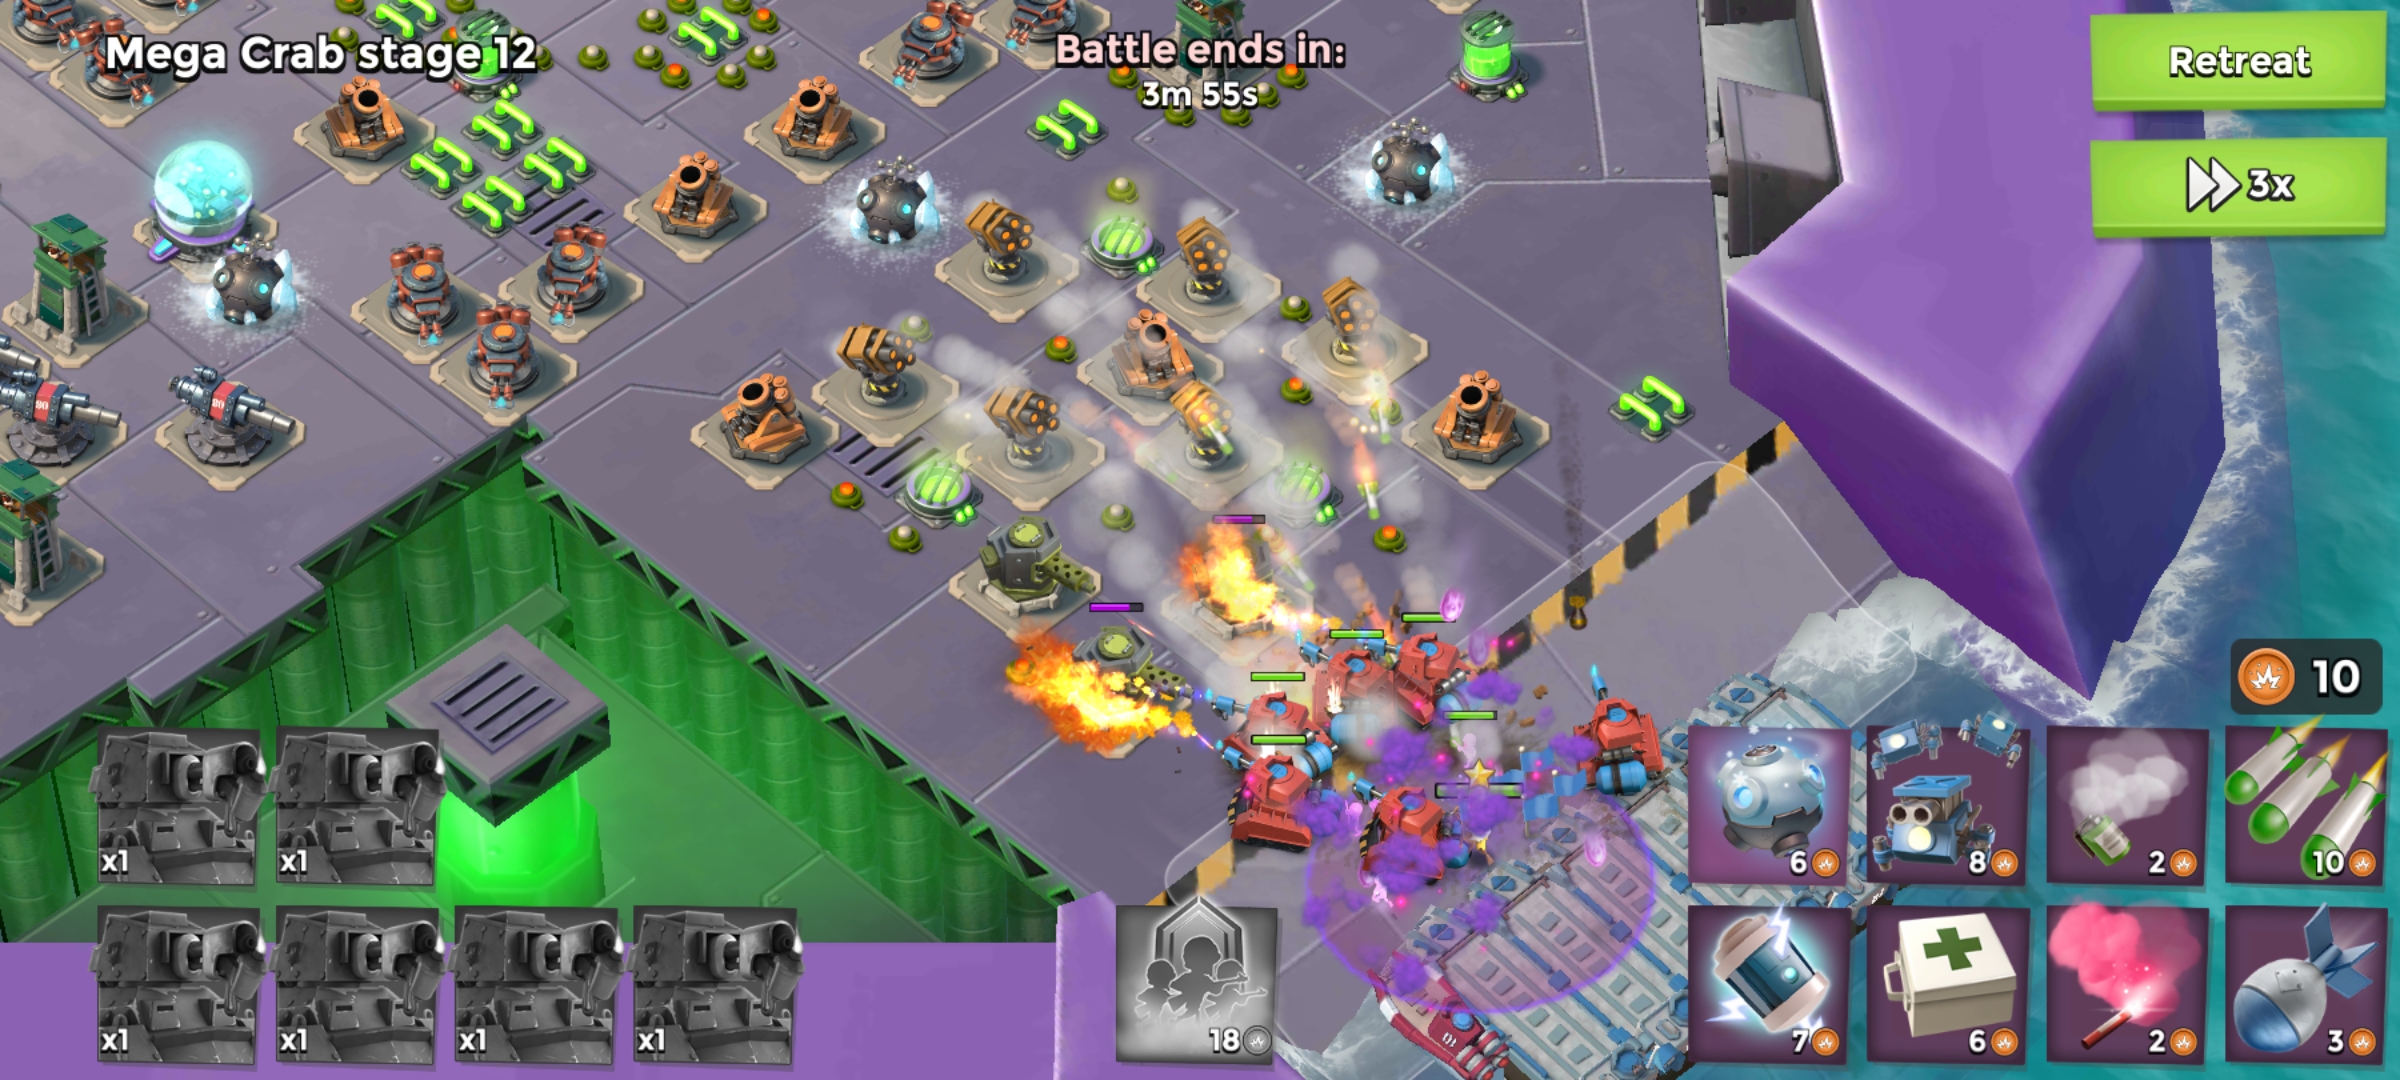 Mega Crab stage 12
Battle ends in:
3m 55s
Retreat
3x
10
6
8
2
10
x1
x1
x1
x1
x1
x1
18
7
6
2
3